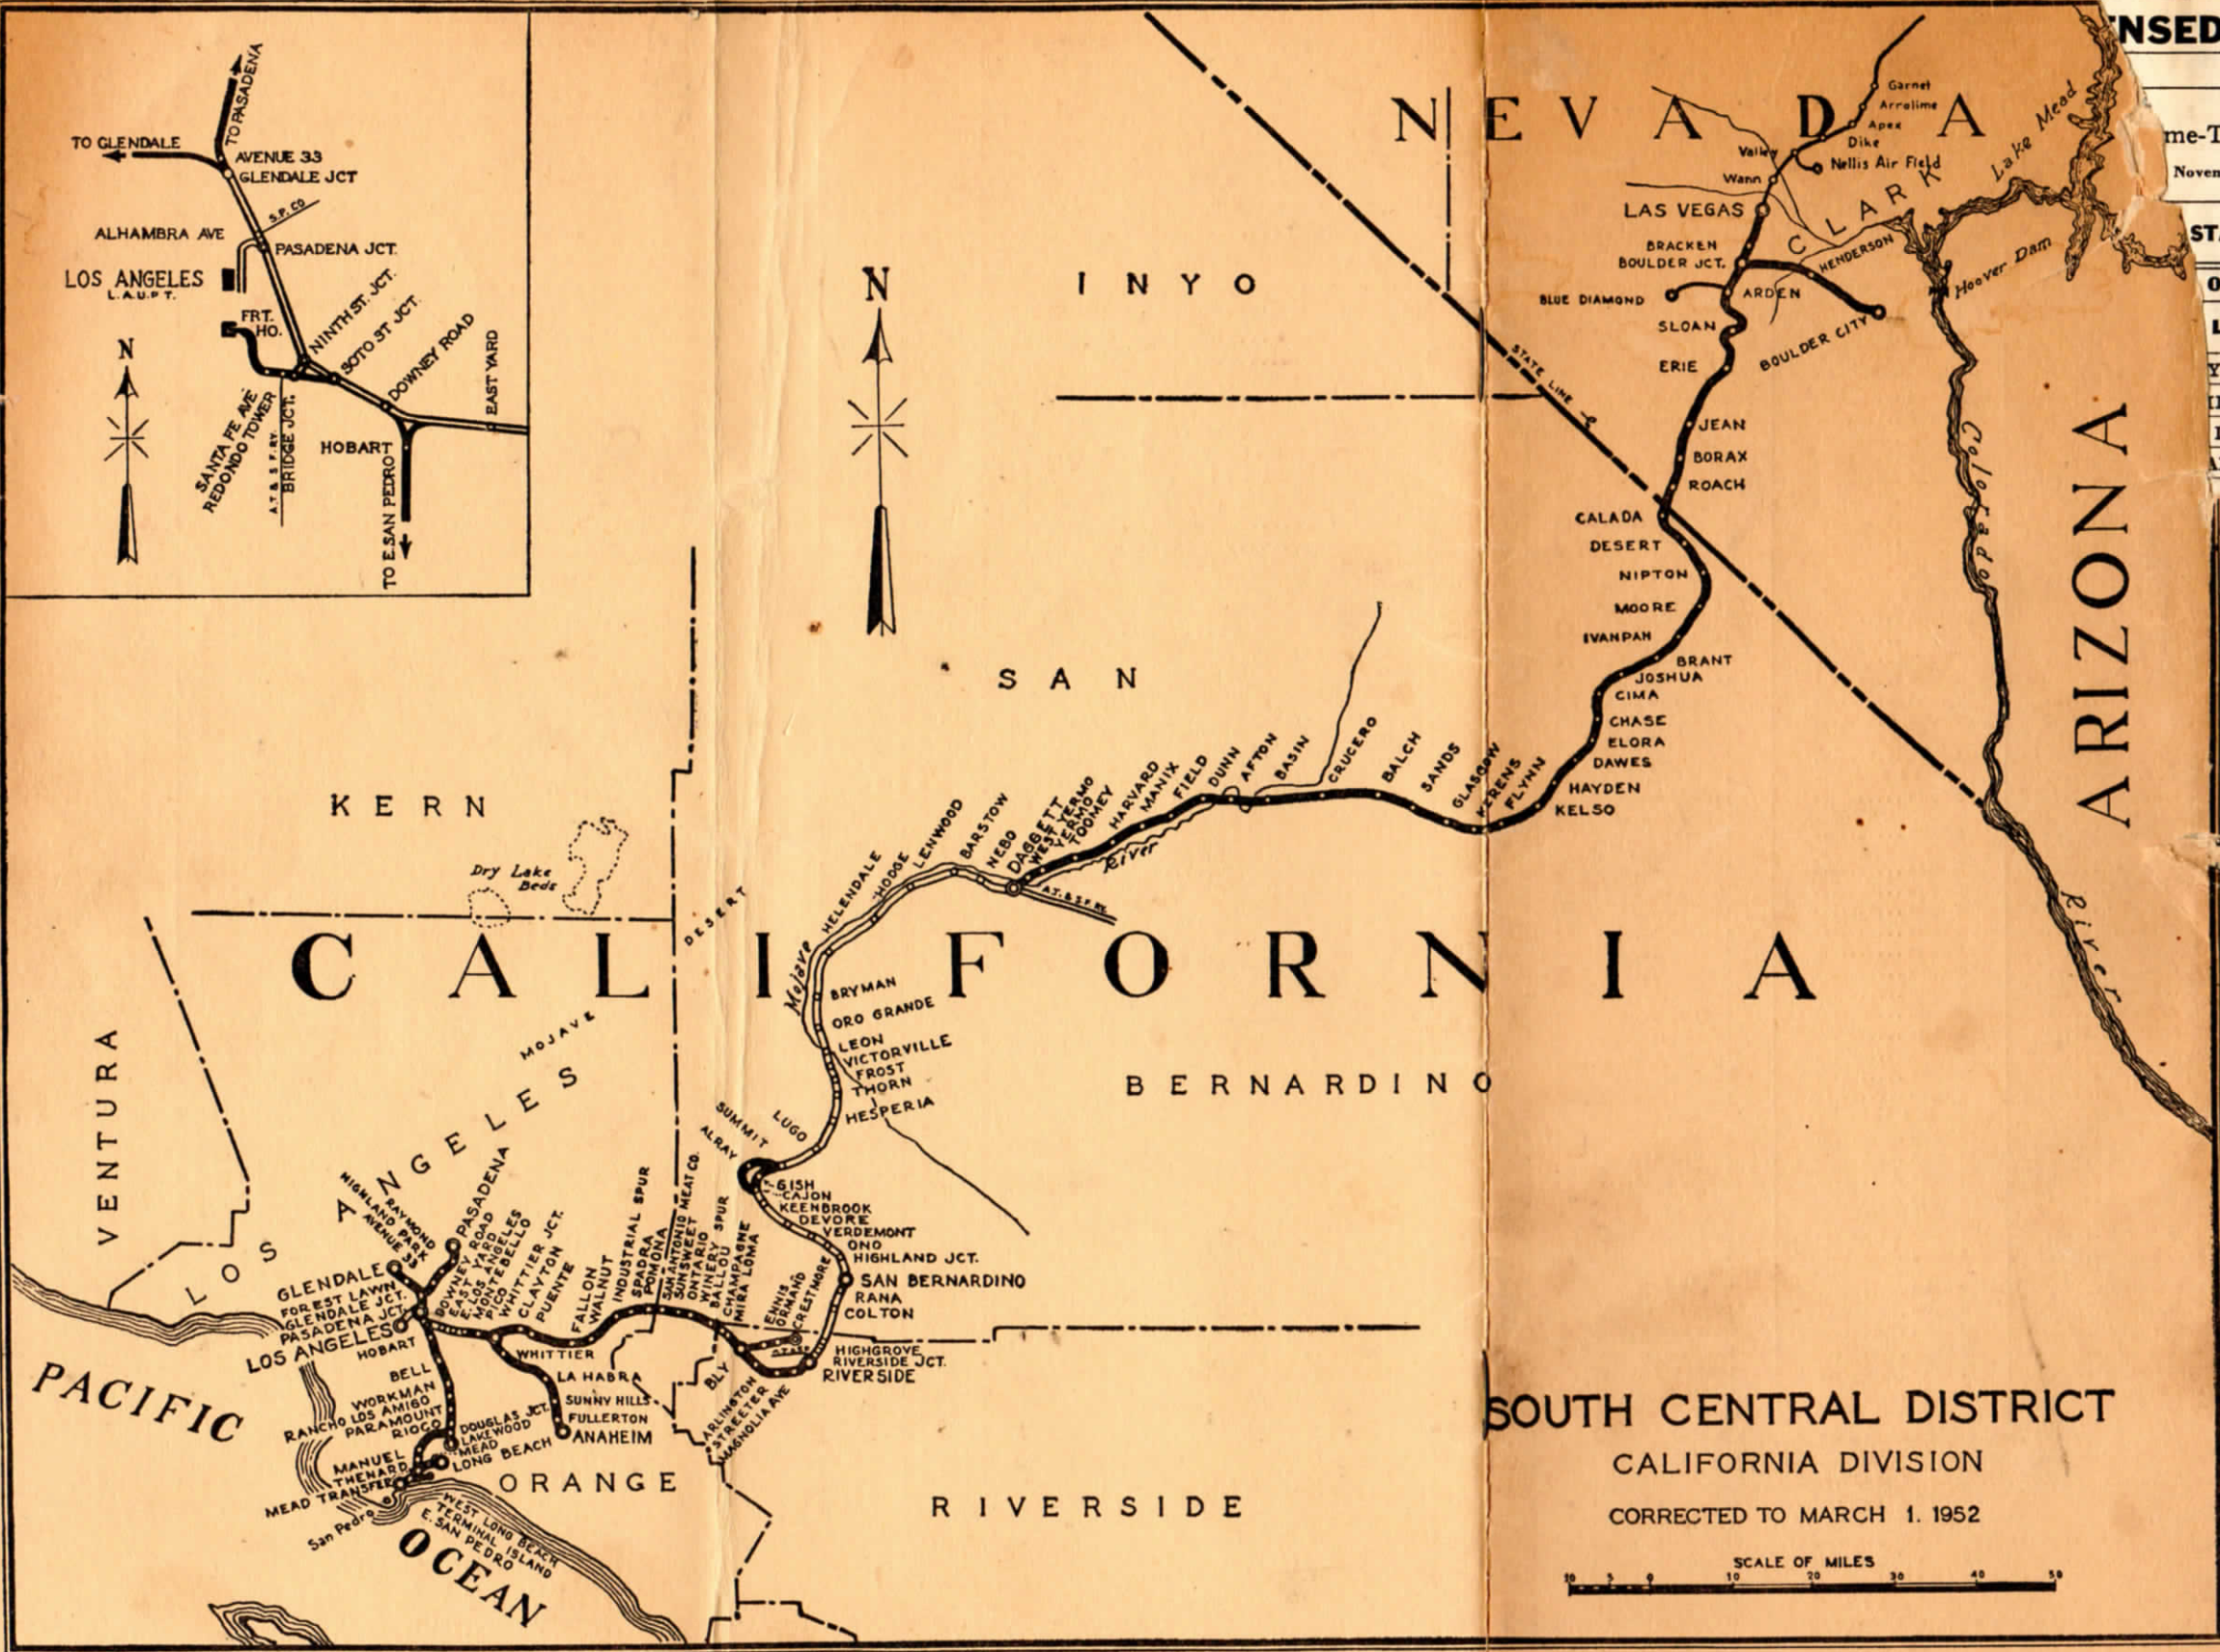 TO PASADENA
TO GLENDALE
AVENUE 33
GLENDALE JCT
S.P. CO
ALHAMBRA AVE
PASADENA JCT.
LOS ANGELES
L.A.U.P.T.
FRT.
HO.
NINTH ST. JCT.
SOTO ST JCT.
DOWNEY ROAD
EAST YARD
N
SANTA FE AVE
REDONDO TOWER
A.T. & S.F. RY.
BRIDGE JCT.
HOBART
TO E. SAN PEDRO
NEVADA
Garnet
Arrolime
Apex
Dike
Valley
Nellis Air Field
Wann
LAS VEGAS
CLARK
Lake Mead
BRACKEN
BOULDER JCT.
HENDERSON
Hoover Dam
BLUE DIAMOND
ARDEN
SLOAN
BOULDER CITY
ERIE
STATE LINE
JEAN
BORAX
ROACH
CALADA
DESERT
NIPTON
MOORE
IVANPAH
BRANT
JOSHUA
CIMA
CHASE
ELORA
DAWES
HAYDEN
KELSO
FLYNN
KERENS
GLASGOW
SANDS
BALCH
CRUCERO
BASIN
AFTON
DUNN
FIELD
MANIX
HARVARD
TOOMEY
YERMO
WEST YERMO
DAGGETT
NEBO
BARSTOW
LENWOOD
HODGE
HELENDALE
River
A.T. & S.F. RY.
Colorado
River
ARIZONA
N
INYO
SAN
BERNARDINO
KERN
Dry Lake
Beds
CALIFORNIA
MOJAVE
DESERT
Mojave
BRYMAN
ORO GRANDE
LEON
VICTORVILLE
FROST
THORN
HESPERIA
LUGO
SUMMIT
ALRAY
GISH
CAJON
KEENBROOK
DEVORE
VERDEMONT
ONO
HIGHLAND JCT.
SAN BERNARDINO
RANA
COLTON
HIGHGROVE
RIVERSIDE JCT.
RIVERSIDE
VENTURA
LOS ANGELES
HIGHLAND PARK
RAYMOND
AVENUE 33
PASADENA
GLENDALE
FOREST LAWN
GLENDALE JCT.
PASADENA JCT.
LOS ANGELES
HOBART
DOWNEY ROAD
EAST YARD
E. LOS ANGELES
MONTEBELLO
PICO
WHITTIER JCT.
CLAYTON
PUENTE
FALLON
WALNUT
INDUSTRIAL SPUR
SPADRA
POMONA
SAN ANTONIO MEAT CO.
SUNSWEET
ONTARIO
WINERY SPUR
BALLOU
CHAMPAGNE
MIRA LOMA
ENNIS
ORMAND
CRESTMORE
BLY
ARLINGTON
STREETER
MAGNOLIA AVE
WHITTIER
LA HABRA
SUNNY HILLS
FULLERTON
ANAHEIM
BELL
WORKMAN
RANCHO LOS AMIGO
PARAMOUNT
RIOCO
DOUGLAS JCT.
LAKEWOOD
MEAD
LONG BEACH
MANUEL
THENARD
MEAD TRANSFER
San Pedro
WEST LONG BEACH
TERMINAL ISLAND
E. SAN PEDRO
PACIFIC
OCEAN
ORANGE
RIVERSIDE
SOUTH CENTRAL DISTRICT
CALIFORNIA DIVISION
CORRECTED TO MARCH 1. 1952
SCALE OF MILES
10 5 0 10 20 30 40 50
NSED
me-T
Novem
ST